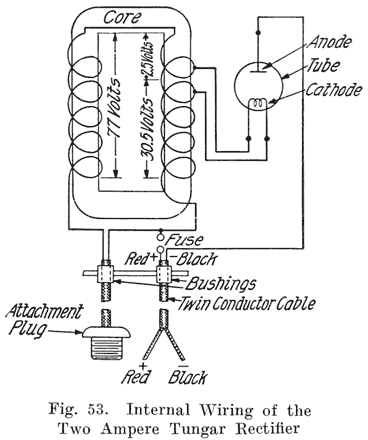 Core
Anode
Tube
Cathode
77 Volts
2.5 Volts
30.5 Volts
Fuse
Red + - Black
Bushings
Twin Conductor Cable
Attachment
Plug
+ -
Red Black
Fig. 53. Internal Wiring of the
Two Ampere Tungar Rectifier